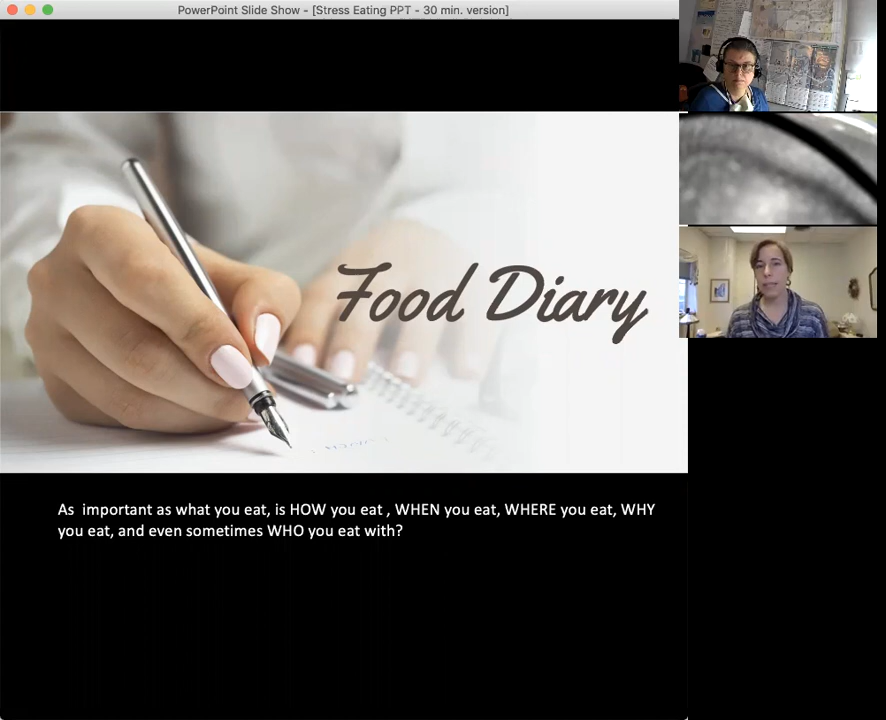 PowerPoint Slide Show - [Stress Eating PPT - 30 min. version]
Food Diary
As  important as what you eat, is HOW you eat , WHEN you eat, WHERE you eat, WHY
you eat, and even sometimes WHO you eat with?